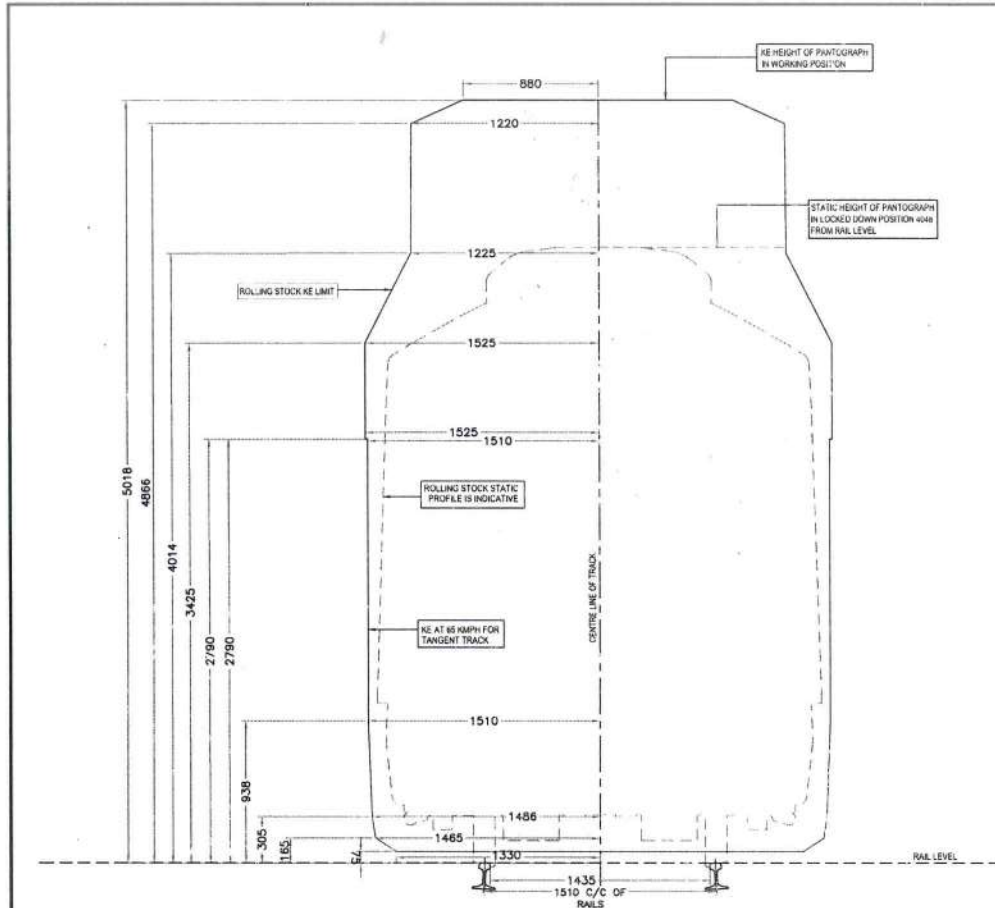 KE HEIGHT OF PANTOGRAPH
IN WORKING POSITION
880
1220
STATIC HEIGHT OF PANTOGRAPH
IN LOCKED DOWN POSITION 4048
FROM RAIL LEVEL
1225
ROLLING STOCK KE LIMIT
1525
1525
1510
5018
4866
ROLLING STOCK STATIC
PROFILE IS INDICATIVE
4014
3425
CENTRE LINE OF TRACK
2790
2790
KE AT 65 KMPH FOR
TANGENT TRACK
1510
938
1486
305
1465
165
75
1330
RAIL LEVEL
1435
1510 C/C OF
RAILS